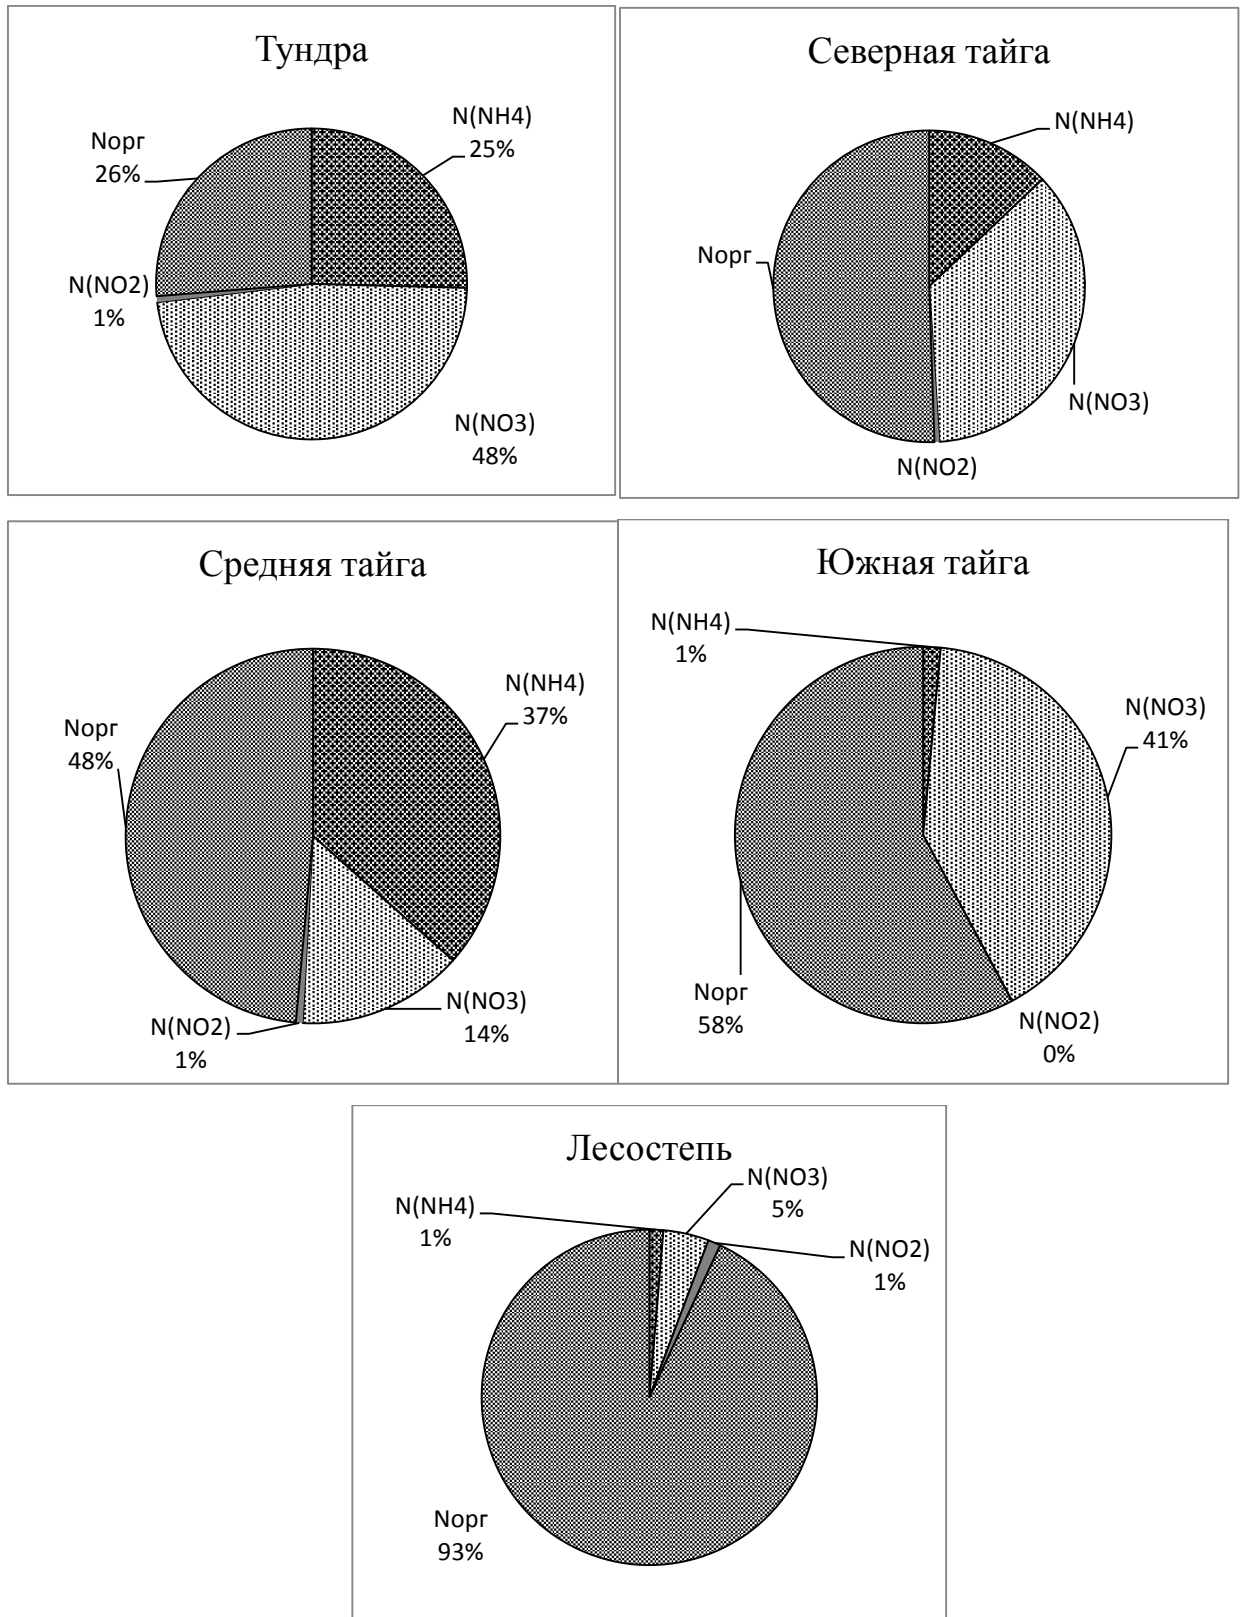 Тундра
N(NH4)
25%
Nорг
26%
N(NO2)
1%
N(NO3)
48%
Северная тайга
N(NH4)
Nорг
N(NO3)
N(NO2)
Средняя тайга
N(NH4)
37%
Nорг
48%
N(NO3)
14%
N(NO2)
1%
Южная тайга
N(NH4)
1%
N(NO3)
41%
Nорг
58%
N(NO2)
0%
Лесостепь
N(NO3)
5%
N(NH4)
1%
N(NO2)
1%
Nорг
93%